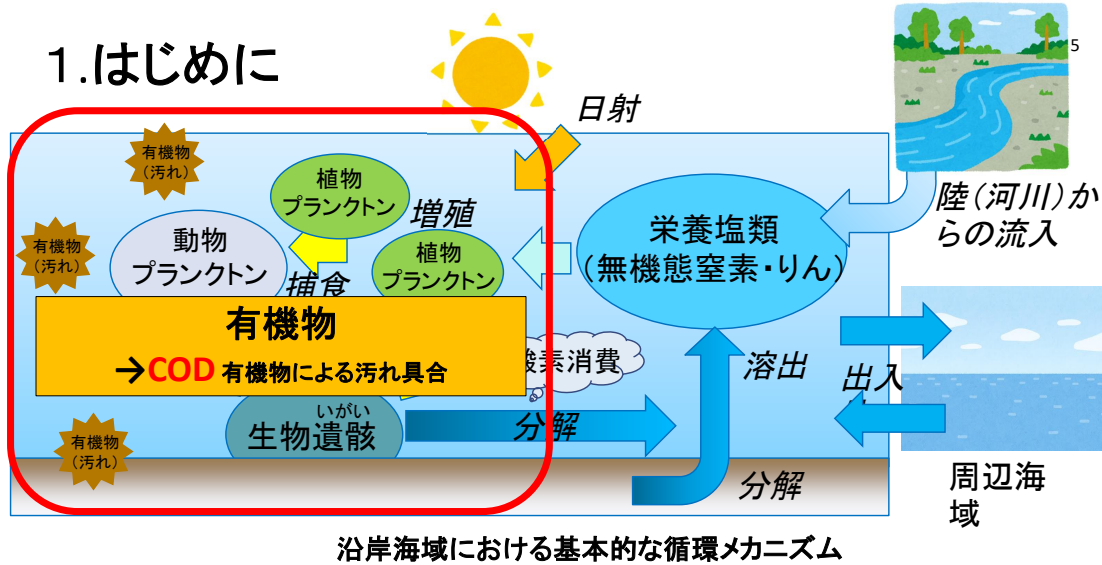 1.はじめに
5
日射
有機物
(汚れ)
植物
プランクトン
増殖
栄養塩類
(無機態窒素・りん)
陸(河川)か
らの流入
有機物
(汚れ)
動物
プランクトン
植物
プランクトン
捕食
有機物
→COD 有機物による汚れ具合
酸素消費
溶出
出入
いがい
生物遺骸
分解
有機物
(汚れ)
分解
周辺海
域
沿岸海域における基本的な循環メカニズム